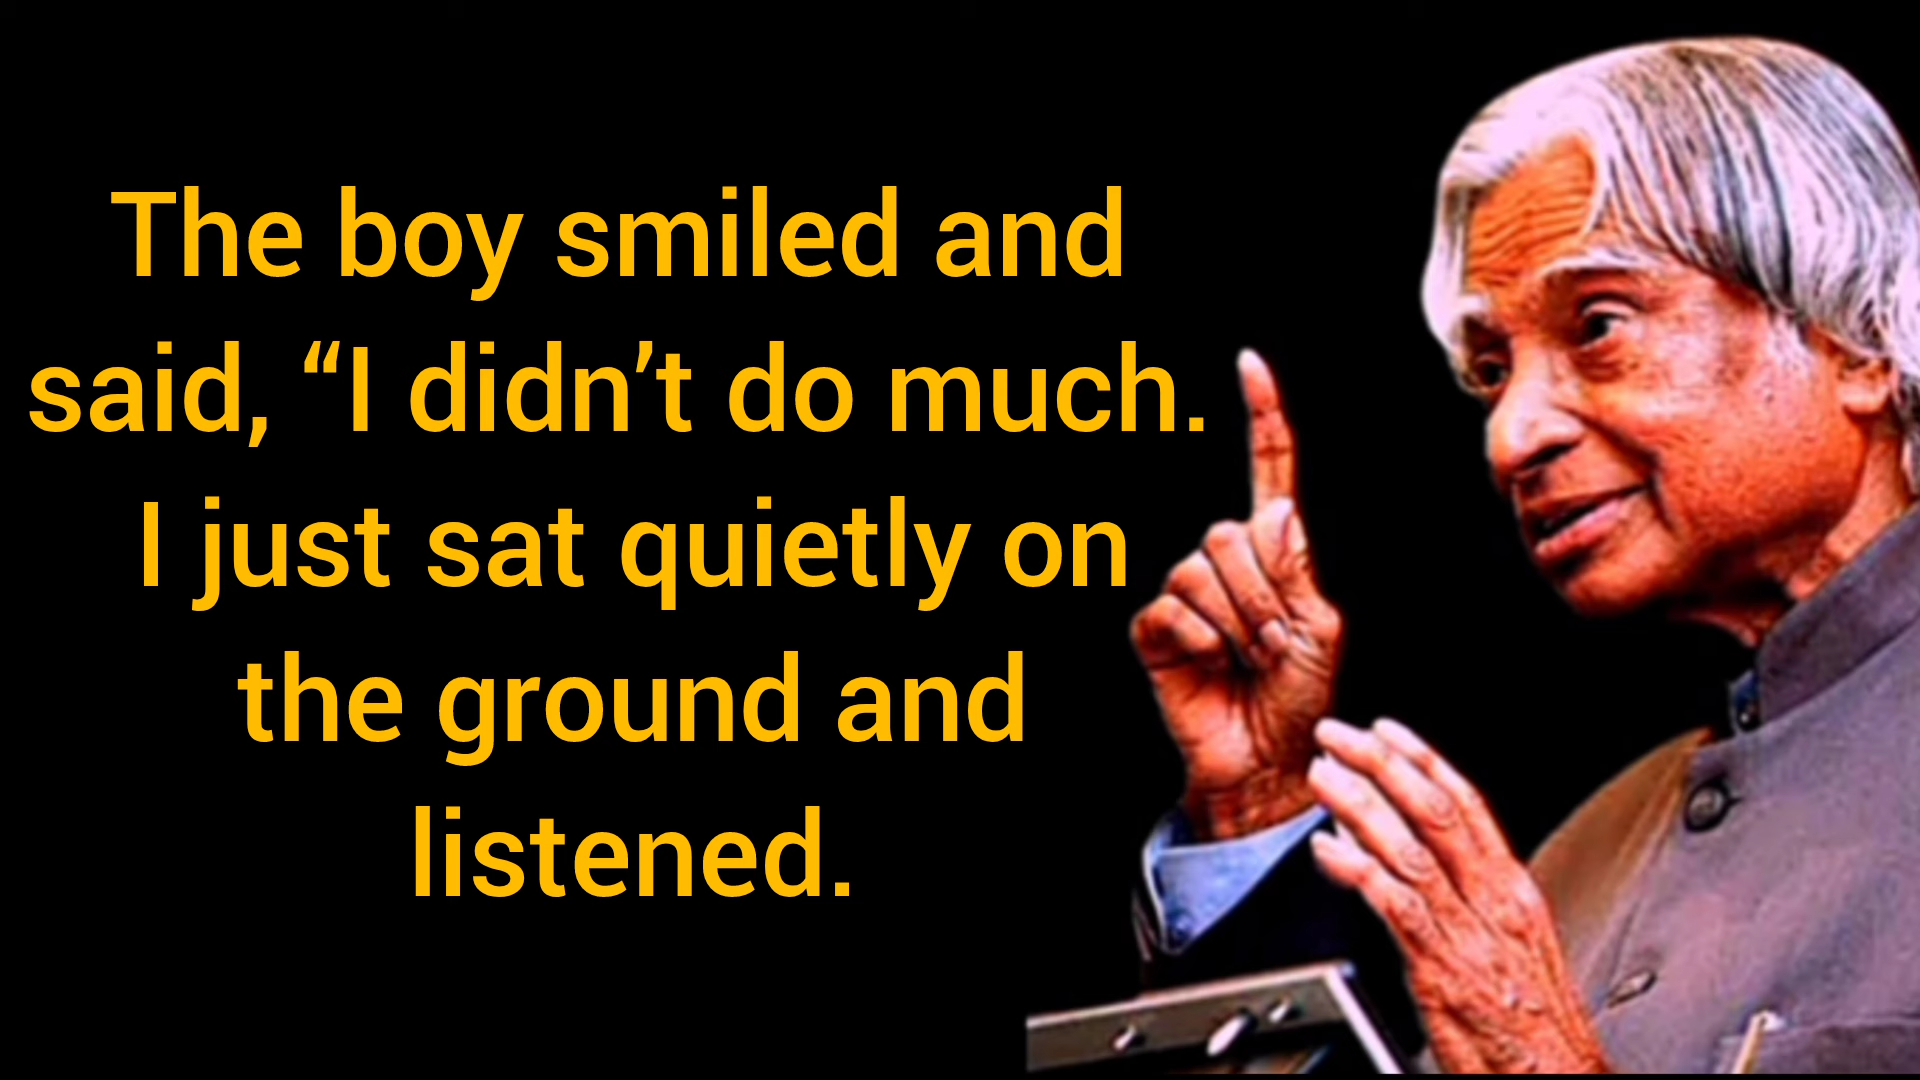 The boy smiled and
said, “I didn’t do much.
I just sat quietly on
the ground and
listened.